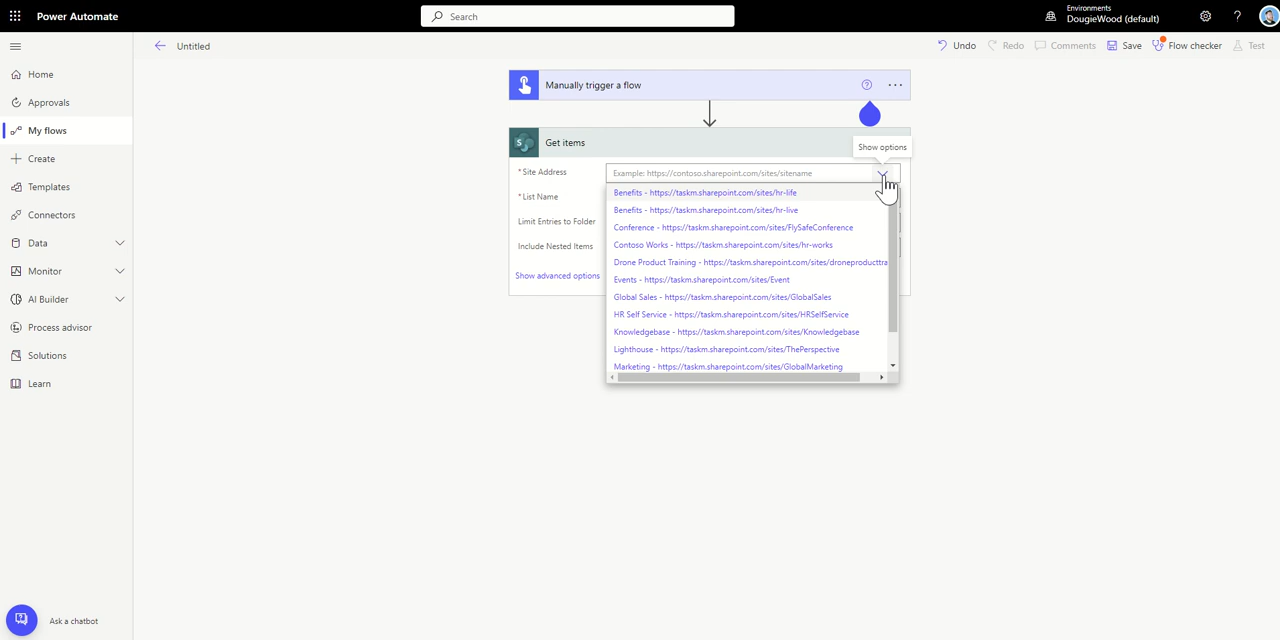 Power Automate
Search
Environments
DougieWood (default)
?
Untitled
Undo
Redo
Comments
Save
Flow checker
Test
Home
Approvals
My flows
Create
Templates
Connectors
Data
Monitor
AI Builder
Process advisor
Solutions
Learn
Ask a chatbot
Manually trigger a flow
?
...
S
Get items
Show options
* Site Address
Example: https://contoso.sharepoint.com/sites/sitename
* List Name
Limit Entries to Folder
Include Nested Items
Show advanced options
Benefits - https://taskm.sharepoint.com/sites/hr-life
Benefits - https://taskm.sharepoint.com/sites/hr-live
Conference - https://taskm.sharepoint.com/sites/FlySafeConference
Contoso Works - https://taskm.sharepoint.com/sites/hr-works
Drone Product Training - https://taskm.sharepoint.com/sites/droneproducttra
Events - https://taskm.sharepoint.com/sites/Event
Global Sales - https://taskm.sharepoint.com/sites/GlobalSales
HR Self Service - https://taskm.sharepoint.com/sites/HRSelfService
Knowledgebase - https://taskm.sharepoint.com/sites/Knowledgebase
Lighthouse - https://taskm.sharepoint.com/sites/ThePerspective
Marketing - https://taskm.sharepoint.com/sites/GlobalMarketing